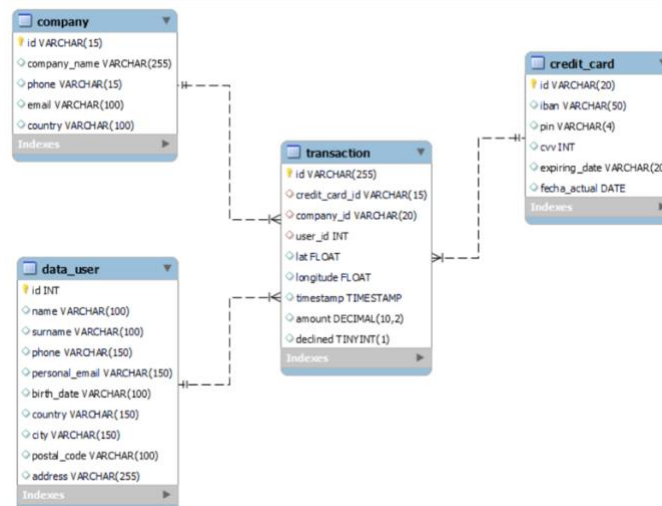 company
id VARCHAR(15)
company_name VARCHAR(255)
phone VARCHAR(15)
email VARCHAR(100)
country VARCHAR(100)
Indexes
credit_card
id VARCHAR(20)
iban VARCHAR(50)
pin VARCHAR(4)
cvv INT
expiring_date VARCHAR(20
fecha_actual DATE
Indexes
transaction
id VARCHAR(255)
credit_card_id VARCHAR(15)
company_id VARCHAR(20)
user_id INT
lat FLOAT
longitude FLOAT
timestamp TIMESTAMP
amount DECIMAL(10,2)
declined TINYINT(1)
Indexes
data_user
id INT
name VARCHAR(100)
surname VARCHAR(100)
phone VARCHAR(150)
personal_email VARCHAR(150)
birth_date VARCHAR(100)
country VARCHAR(150)
city VARCHAR(150)
postal_code VARCHAR(100)
address VARCHAR(255)
Indexes